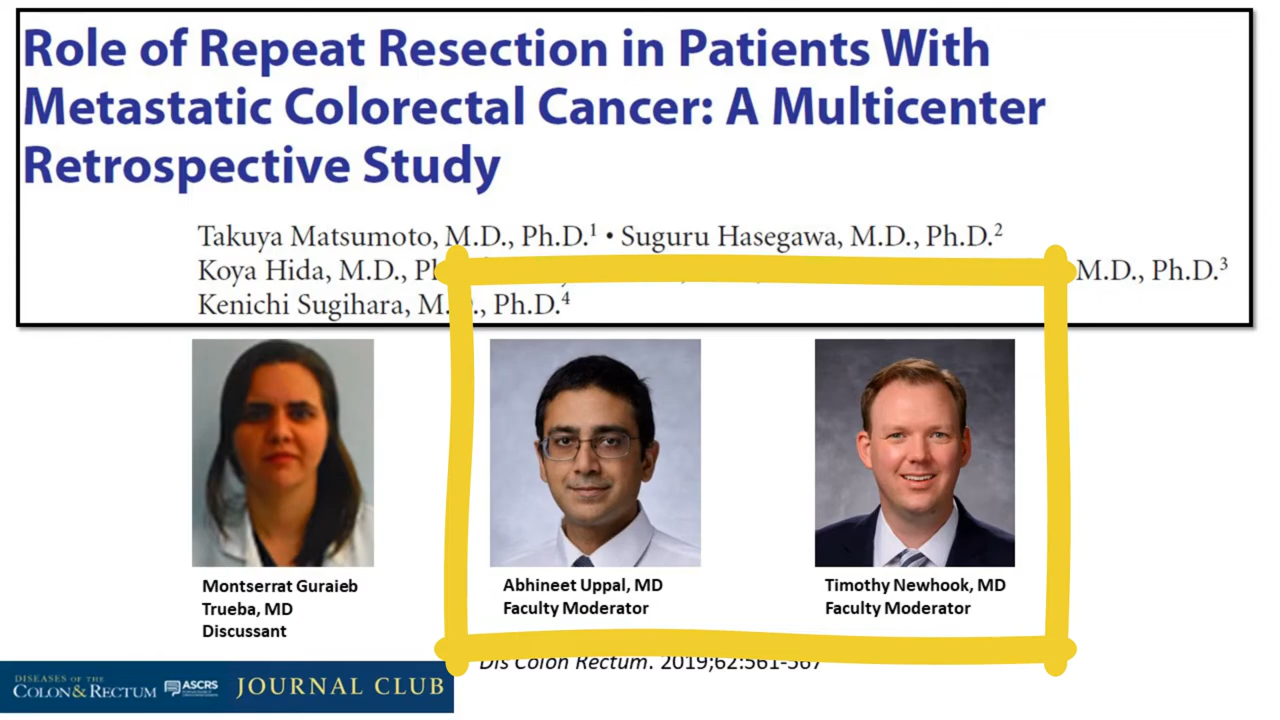 Role of Repeat Resection in Patients With
Metastatic Colorectal Cancer: A Multicenter
Retrospective Study
Takuya Matsumoto, M.D., Ph.D.1 • Suguru Hasegawa, M.D., Ph.D.2
Koya Hida, M.D., M.D., Ph.D.3
Kenichi Sugihara, Ph.D.4
Montserrat Guraieb
Trueba, MD
Discussant
Abhineet Uppal, MD
Faculty Moderator
Timothy Newhook, MD
Faculty Moderator
Dis Colon Rectum. 2019;62:561-567
DISEASES OF THE
COLON & RECTUM
ASCRS
JOURNAL CLUB